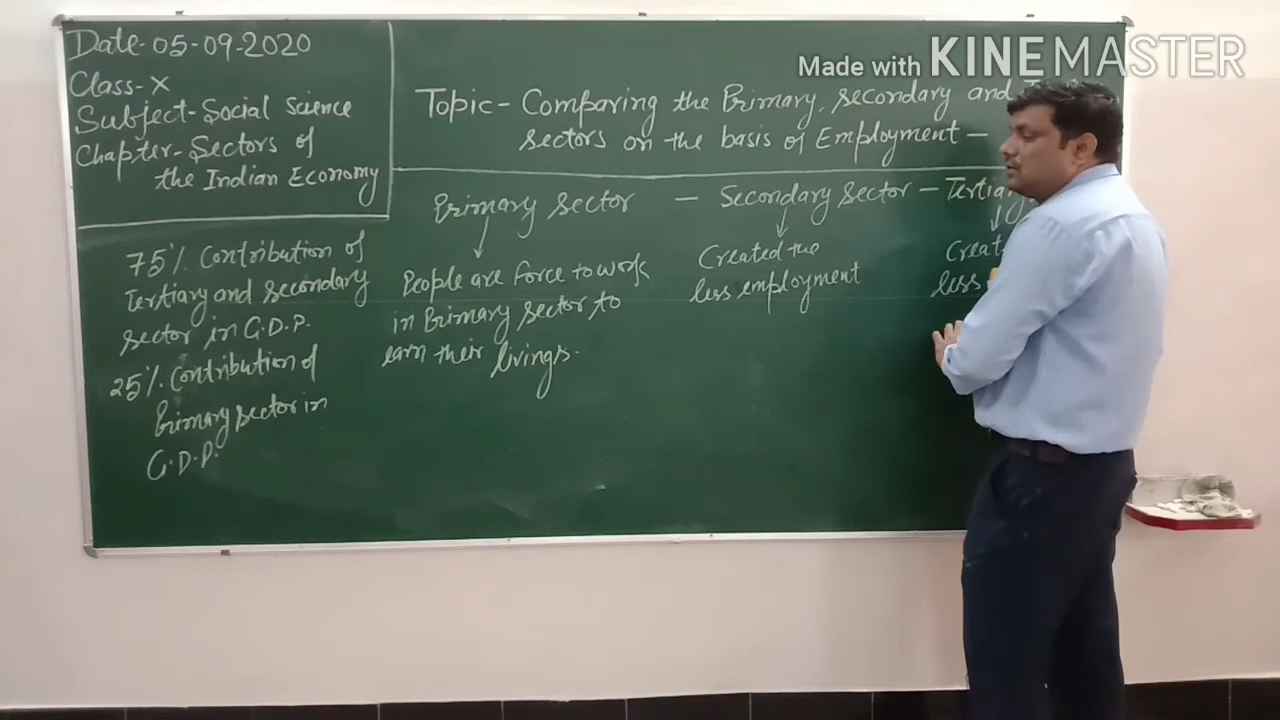 Made with KINEMASTER
Date-05-09-2020
Class-X
Subject-Social Science
Chapter-Sectors of
the Indian Economy
Topic- Comparing the Primary, Secondary and
sectors on the basis of Employment-
Primary Sector - Secondary Sector - Tertiary
75% Contribution of
Tertiary and Secondary
sector in G.D.P.
25% Contribution of
Primary sector in
G.D.P.
People are force to work
in Primary sector to
earn their livings.
Created the
less employment
Creat
less